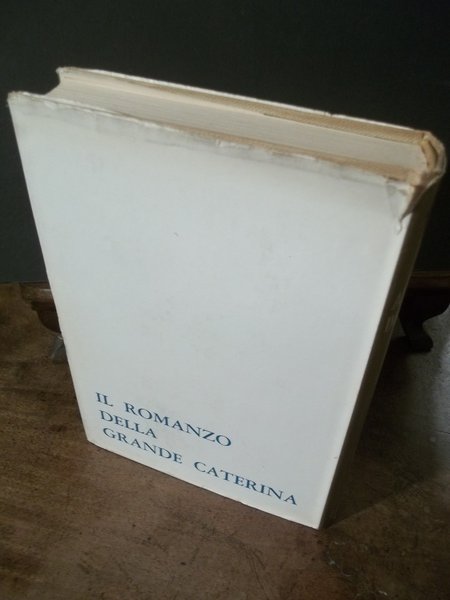 IL ROMANZO
DELLA
GRANDE CATERINA